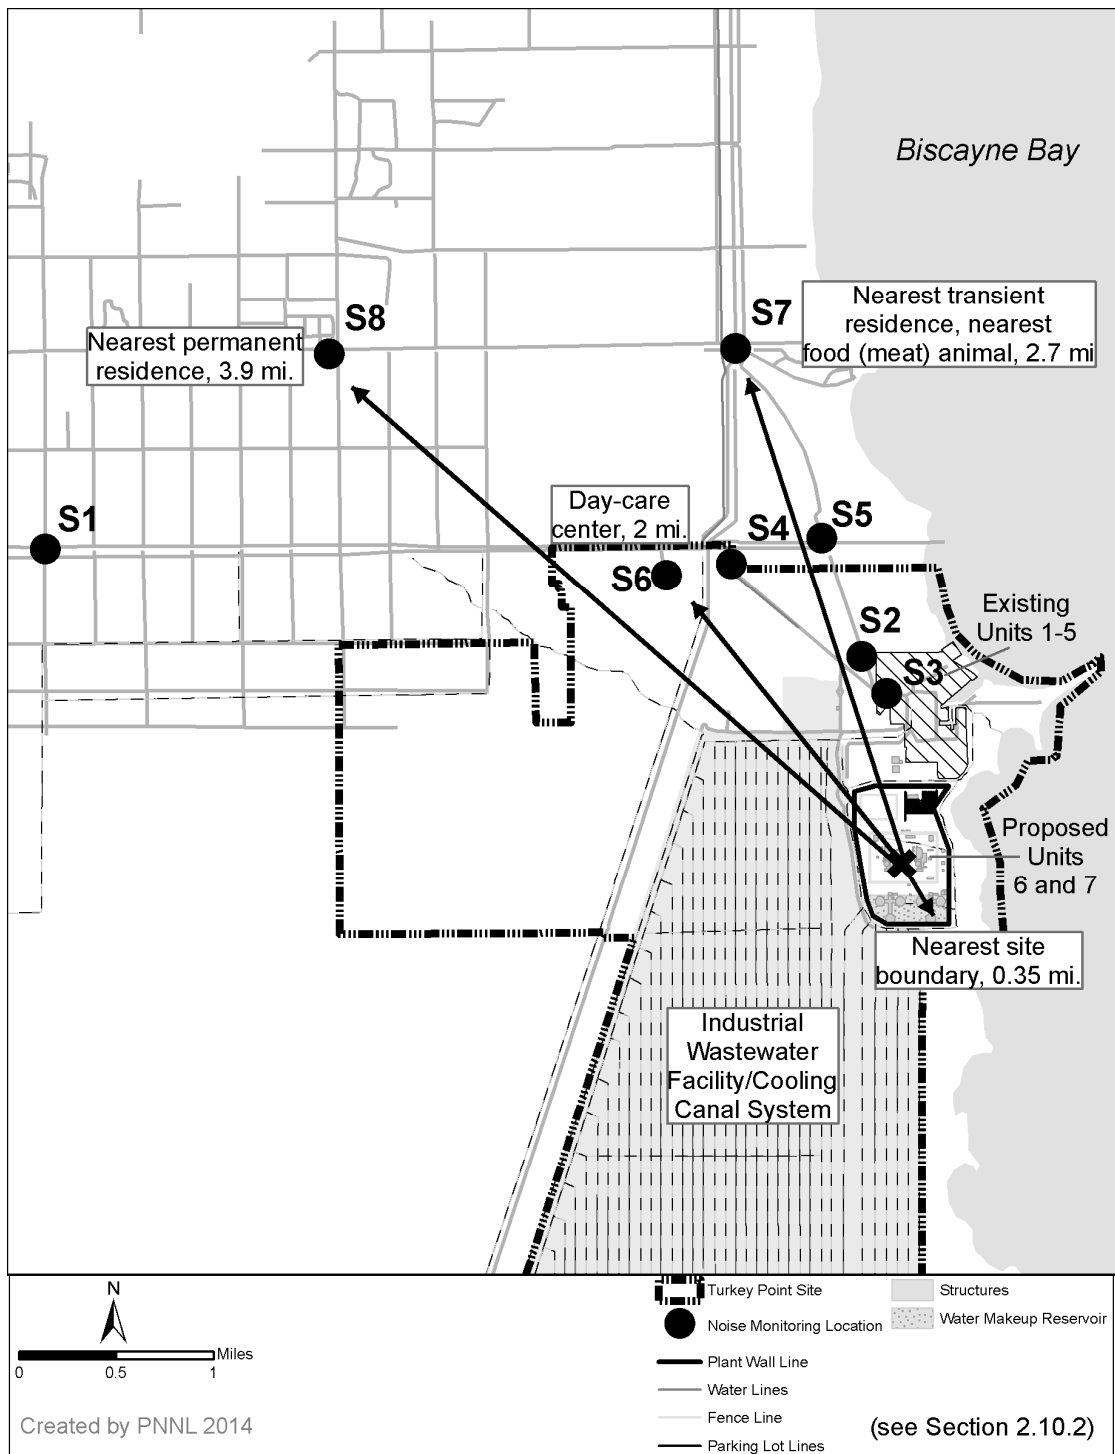 Biscayne Bay
S8
S7
Nearest transient
residence, nearest
food (meat) animal, 2.7 mi
Nearest permanent
residence, 3.9 mi.
S1
Day-care
center, 2 mi.
S4
S5
S6
Existing
Units 1-5
S2
S3
Proposed
Units
6 and 7
Nearest site
boundary, 0.35 mi.
Industrial
Wastewater
Facility/Cooling
Canal System
N
Miles
0 0.5 1
Created by PNNL 2014
Turkey Point Site
Noise Monitoring Location
Plant Wall Line
Water Lines
Fence Line
Parking Lot Lines
Structures
Water Makeup Reservoir
(see Section 2.10.2)